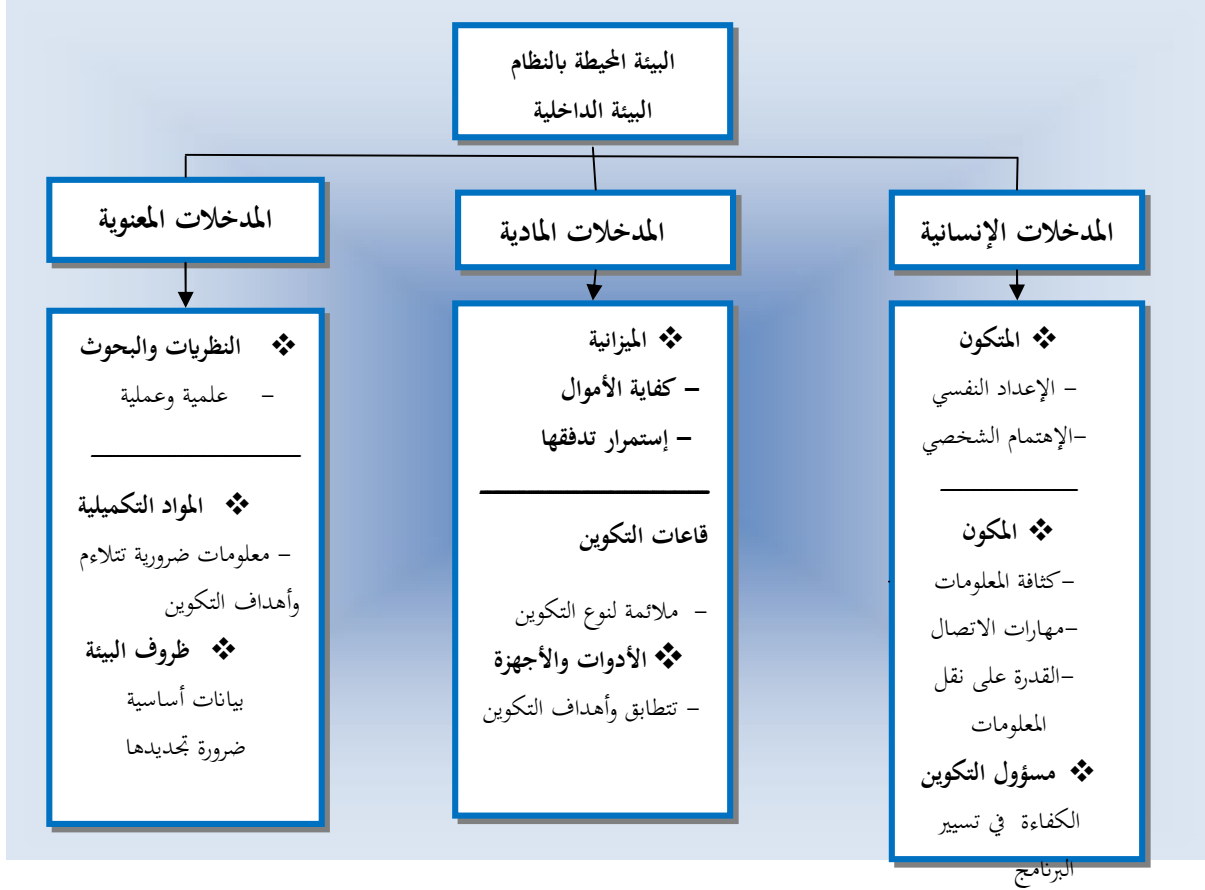 البيئة المحيطة بالنظام
البيئة الداخلية
المدخلات الإنسانية
المدخلات المادية
المدخلات المعنوية
❖ المتكون
– الإعداد النفسي
–الإهتمام الشخصي
❖ المكون
–كثافة المعلومات
–مهارات الاتصال
–القدرة على نقل
المعلومات
❖ مسؤول التكوين
الكفاءة في تسيير
البرنامج
❖ الميزانية
– كفاية الأموال
– إستمرار تدفقها
قاعات التكوين
– ملائمة لنوع التكوين
❖ الأدوات والأجهزة
– تتطابق وأهداف التكوين
❖ النظريات والبحوث
– علمية وعملية
❖ المواد التكميلية
– معلومات ضرورية تتلاءم
وأهداف التكوين
❖ ظروف البيئة
بيانات أساسية
ضرورة تجديدها